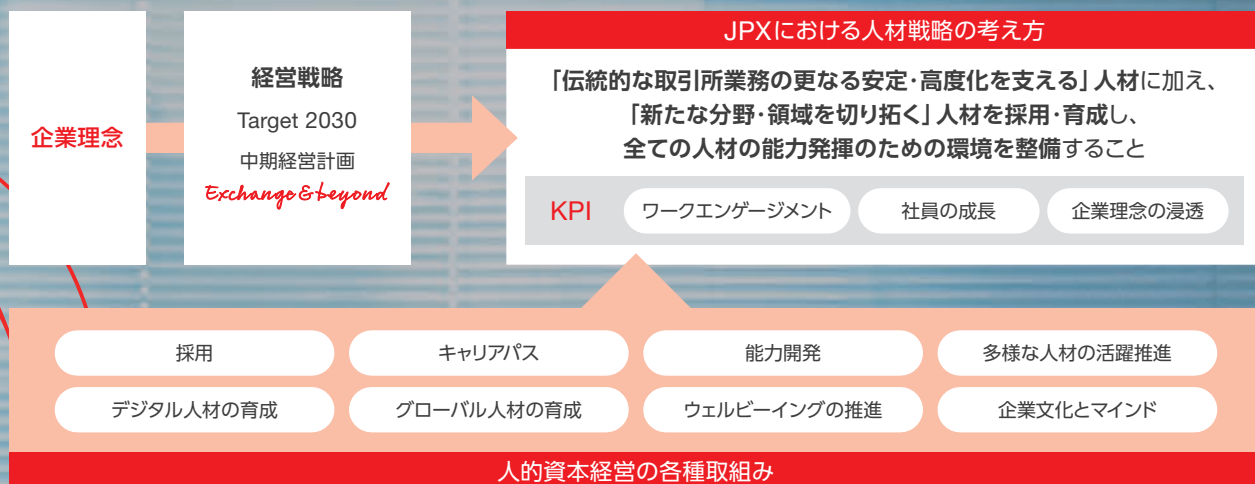 企業理念
経営戦略
Target 2030
中期経営計画
Exchange & beyond
JPXにおける人材戦略の考え方
「伝統的な取引所業務の更なる安定・高度化を支える」人材に加え、
「新たな分野・領域を切り拓く」人材を採用・育成し、
全ての人材の能力発揮のための環境を整備すること
KPI ワークエンゲージメント 社員の成長 企業理念の浸透
採用 キャリアパス 能力開発 多様な人材の活躍推進
デジタル人材の育成 グローバル人材の育成 ウェルビーイングの推進 企業文化とマインド
人的資本経営の各種取組み